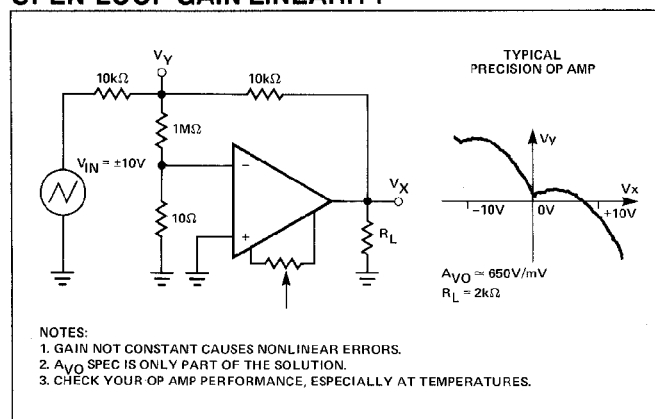 OPEN-LOOP GAIN LINEARITY
VY
10kΩ
10kΩ
1MΩ
VIN = ±10V
10Ω
−
+
VX
RL
TYPICAL
PRECISION OP AMP
Vy
Vx
−10V
0V
+10V
AVO ≃ 650V/mV
RL = 2kΩ
NOTES:
1. GAIN NOT CONSTANT CAUSES NONLINEAR ERRORS.
2. AVO SPEC IS ONLY PART OF THE SOLUTION.
3. CHECK YOUR OP AMP PERFORMANCE, ESPECIALLY AT TEMPERATURES.